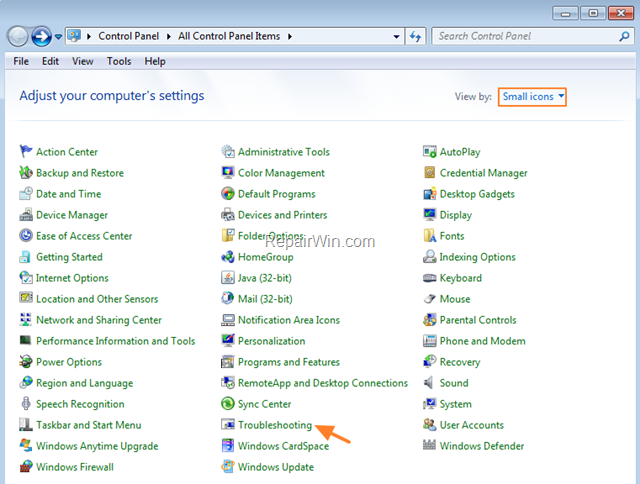 Control Panel All Control Panel Items Search Control Panel
File Edit View Tools Help
Adjust your computer's settings View by: Small icons
Action Center Administrative Tools AutoPlay
Backup and Restore Color Management Credential Manager
Date and Time Default Programs Desktop Gadgets
Device Manager Devices and Printers Display
Ease of Access Center Folder Options Fonts
RepairWin.com
Getting Started HomeGroup Indexing Options
Internet Options Java (32-bit) Keyboard
Location and Other Sensors Mail (32-bit) Mouse
Network and Sharing Center Notification Area Icons Parental Controls
Performance Information and Tools Personalization Phone and Modem
Power Options Programs and Features Recovery
Region and Language RemoteApp and Desktop Connections Sound
Speech Recognition Sync Center System
Taskbar and Start Menu Troubleshooting User Accounts
Windows Anytime Upgrade Windows CardSpace Windows Defender
Windows Firewall Windows Update